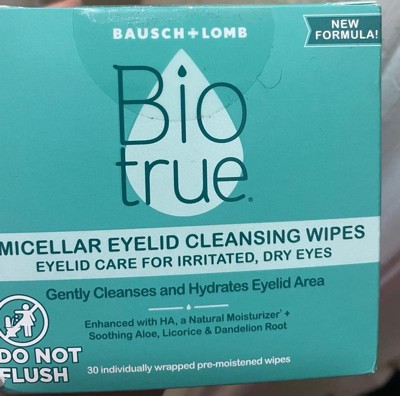 BAUSCH + LOMB
NEW
FORMULA!
Bio
true®
MICELLAR EYELID CLEANSING WIPES
EYELID CARE FOR IRRITATED, DRY EYES
Gently Cleanses and Hydrates Eyelid Area
Enhanced with HA, a Natural Moisturizer† +
Soothing Aloe, Licorice & Dandelion Root
DO NOT
FLUSH
30 individually wrapped pre-moistened wipes